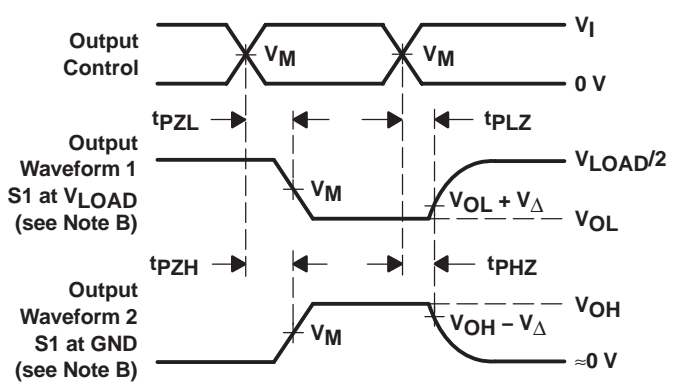 Output
Control
VM
VM
VI
0 V
tPZL
tPLZ
Output
Waveform 1
S1 at VLOAD
(see Note B)
VM
VLOAD/2
VOL + VΔ
VOL
tPZH
tPHZ
Output
Waveform 2
S1 at GND
(see Note B)
VM
VOH
VOH − VΔ
≈0 V